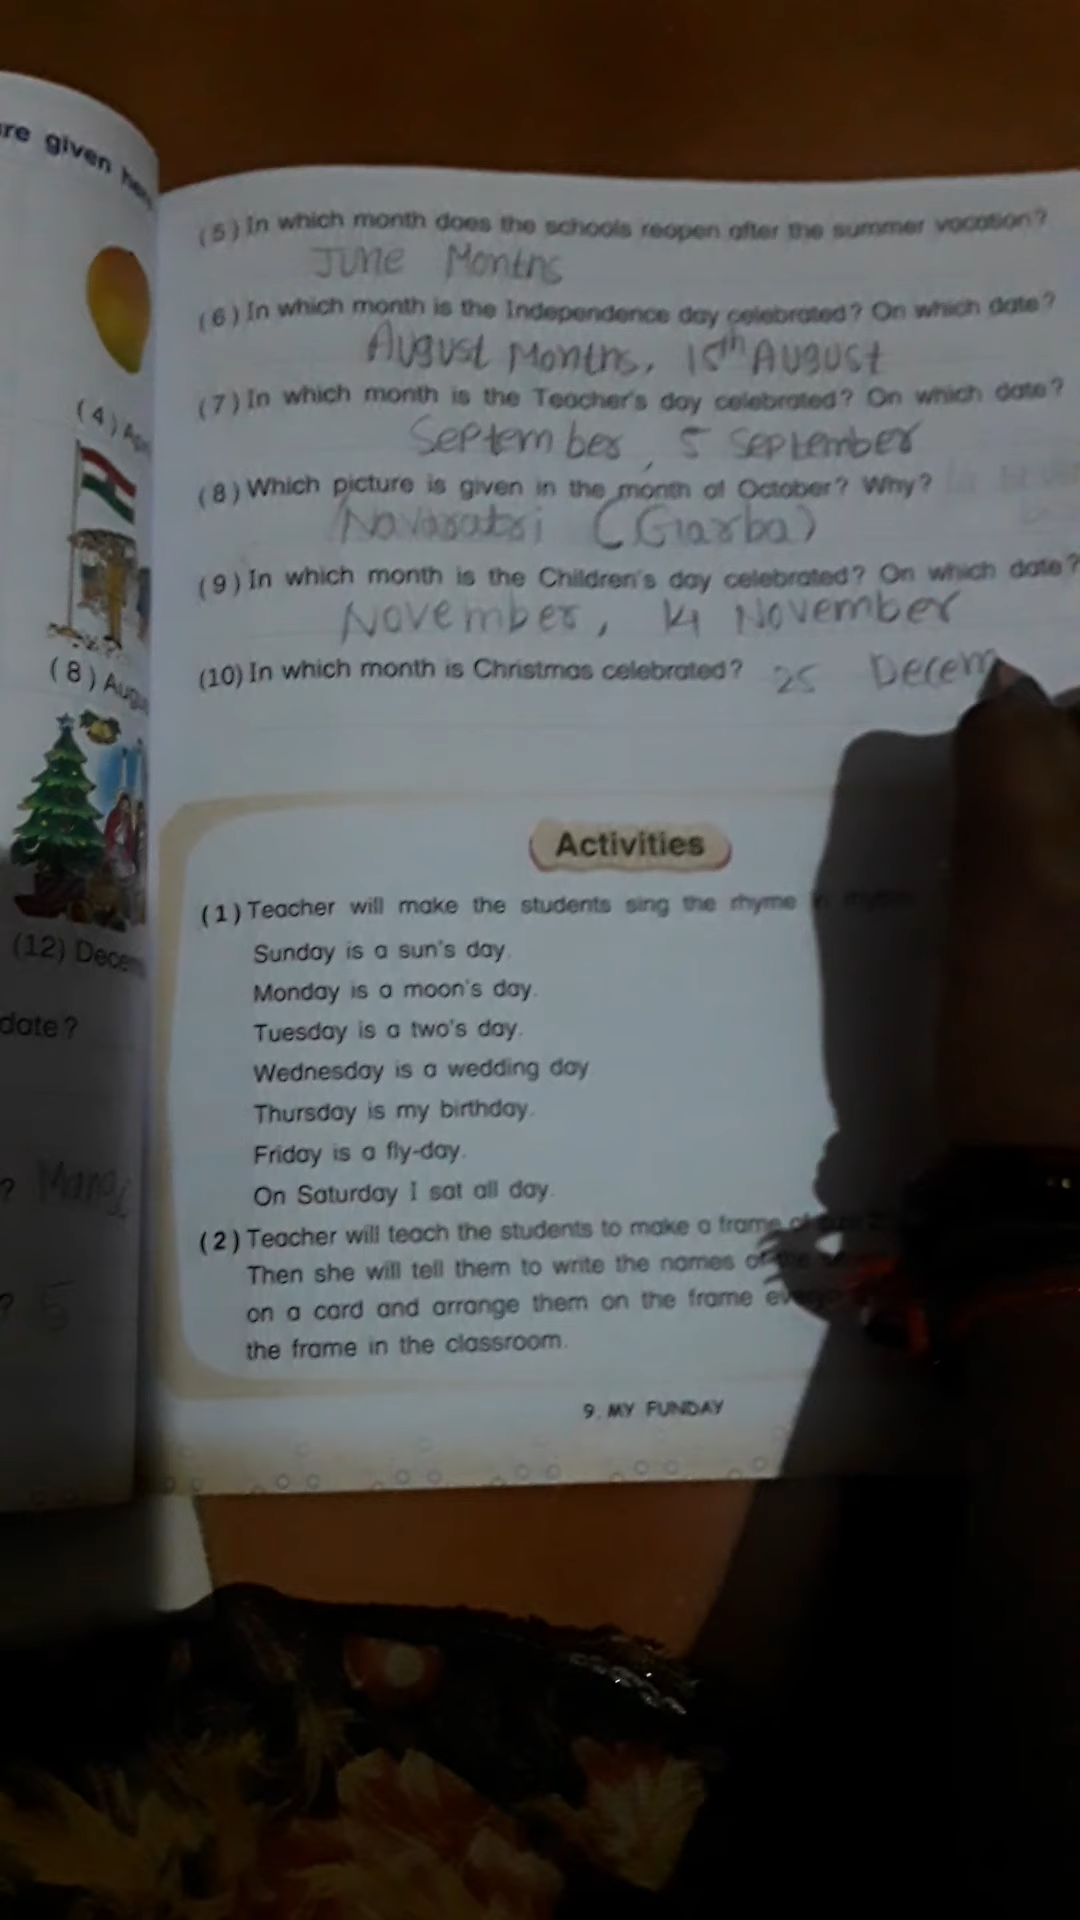 given
(4)
(8)
(12)
date?
?
? 5
(5) In which month does the schools reopen after the summer vacation?
June Months
(6) In which month is the Independence day celebrated? On which date?
August Months, 15th August
(7) In which month is the Teacher's day celebrated? On which date?
September, 5 September
(8) Which picture is given in the month of October? Why?
Navaratri (Garba)
(9) In which month is the Children's day celebrated? On which date?
November, 14 November
(10) In which month is Christmas celebrated? 25 Decem
Activities
(1) Teacher will make the students sing the rhyme
Sunday is a sun's day.
Monday is a moon's day.
Tuesday is a two's day.
Wednesday is a wedding day
Thursday is my birthday.
Friday is a fly-day.
On Saturday I sat all day.
(2) Teacher will teach the students to make a frame
Then she will tell them to write the names of the
on a card and arrange them on the frame
the frame in the classroom.
9. MY FUNDAY